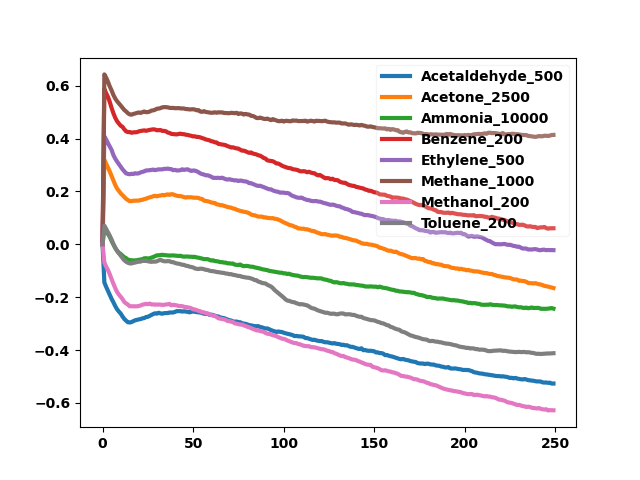 0.6
0.4
0.2
0.0
−0.2
−0.4
−0.6
0 50 100 150 200 250
Acetaldehyde_500
Acetone_2500
Ammonia_10000
Benzene_200
Ethylene_500
Methane_1000
Methanol_200
Toluene_200